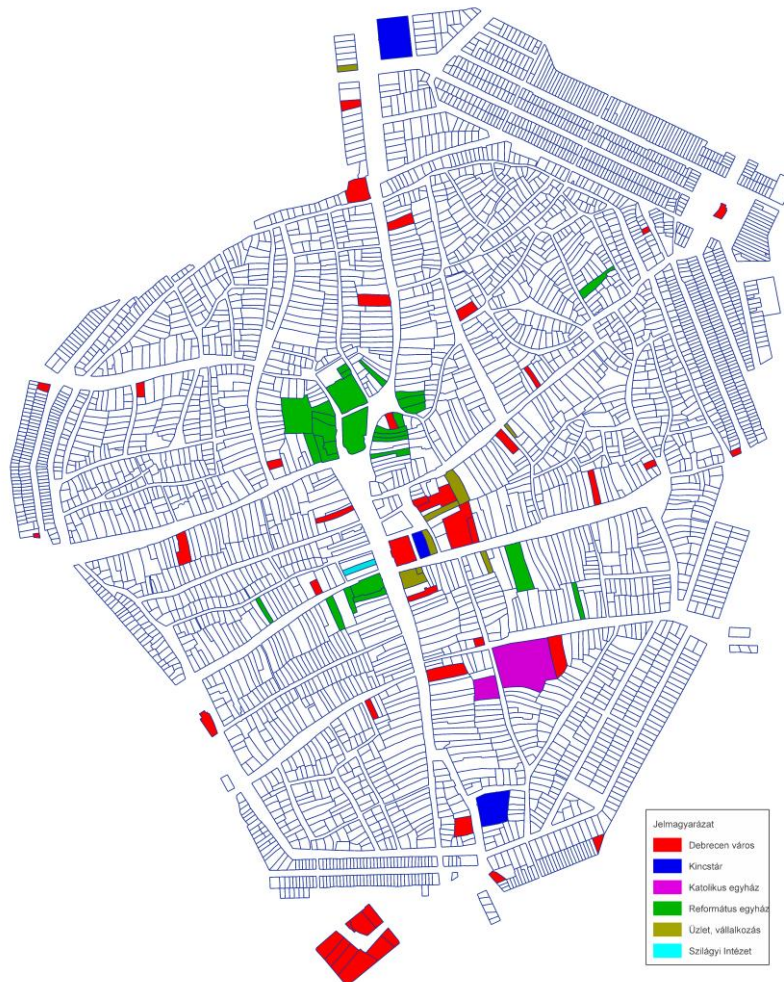 Jelmagyarázat
Debrecen város
Kincstár
Katolikus egyház
Református egyház
Üzlet, vállalkozás
Szilágyi Intézet